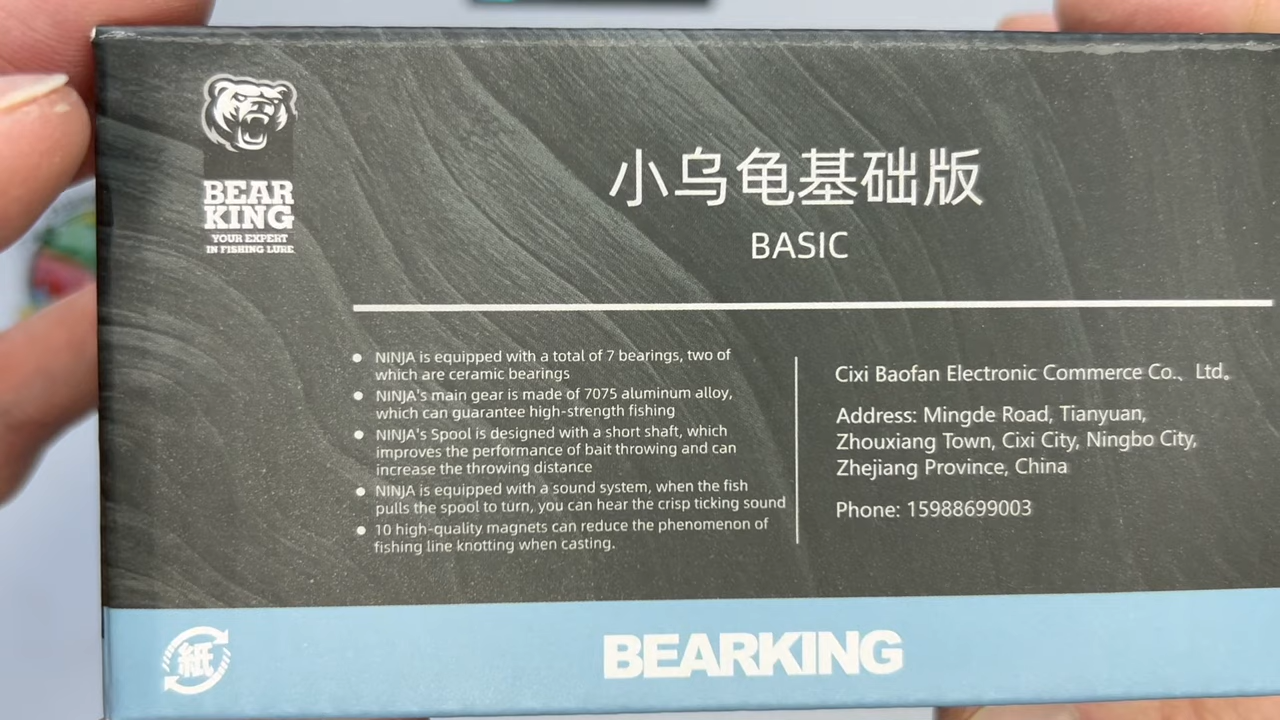 BEAR
KING
YOUR EXPERT
IN FISHING LURE
小乌龟基础版
BASIC
● NINJA is equipped with a total of 7 bearings, two of
which are ceramic bearings
● NINJA's main gear is made of 7075 aluminum alloy,
which can guarantee high-strength fishing
● NINJA's Spool is designed with a short shaft, which
improves the performance of bait throwing and can
increase the throwing distance
● NINJA is equipped with a sound system, when the fish
pulls the spool to turn, you can hear the crisp ticking sound
● 10 high-quality magnets can reduce the phenomenon of
fishing line knotting when casting.
Cixi Baofan Electronic Commerce Co.、Ltd。
Address: Mingde Road, Tianyuan,
Zhouxiang Town, Cixi City, Ningbo City,
Zhejiang Province, China
Phone: 15988699003
紙
BEARKING